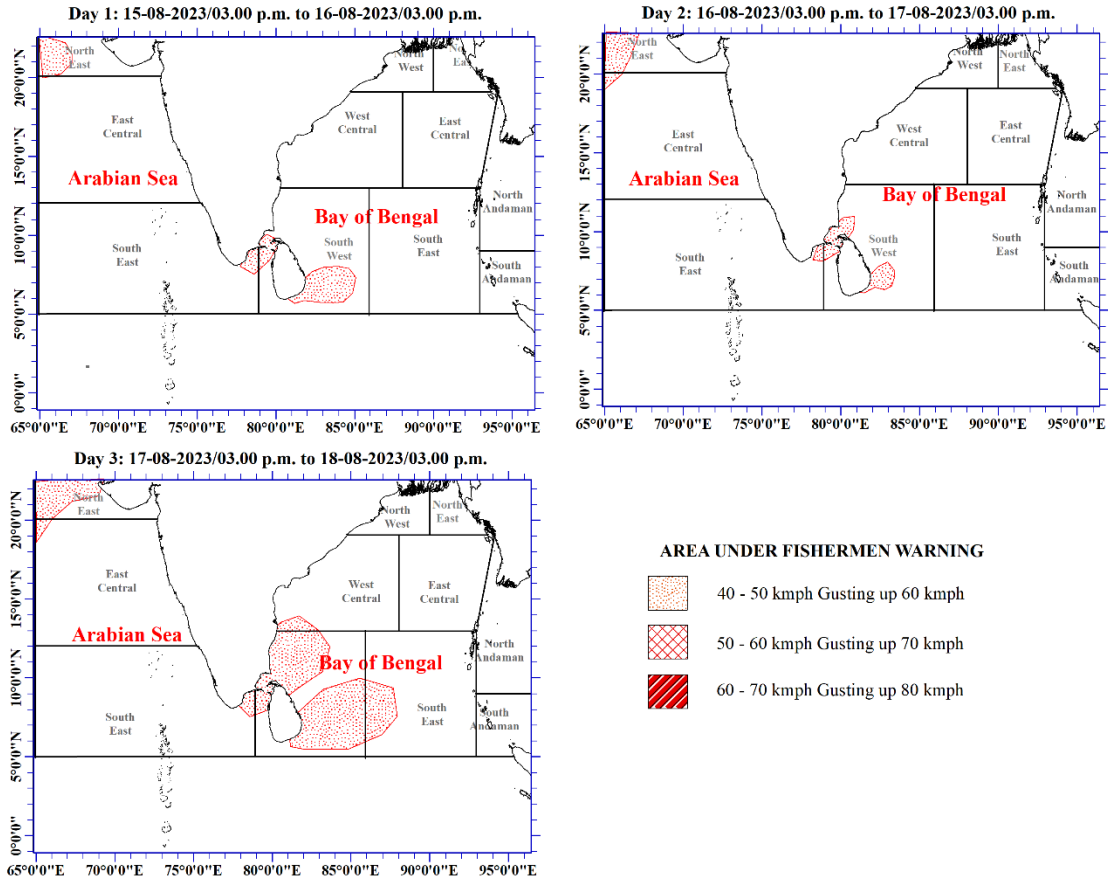 Day 1: 15-08-2023/03.00 p.m. to 16-08-2023/03.00 p.m.
North
East
North
West
North
East
East
Central
West
Central
East
Central
Arabian Sea
Bay of Bengal
North
Andaman
South
East
South
West
South
East
South
Andaman
20°0'0"N
15°0'0"N
10°0'0"N
5°0'0"N
0°0'0"
65°0'0"E 70°0'0"E 75°0'0"E 80°0'0"E 85°0'0"E 90°0'0"E 95°0'0"E
Day 2: 16-08-2023/03.00 p.m. to 17-08-2023/03.00 p.m.
North
East
North
West
North
East
East
Central
West
Central
East
Central
Arabian Sea
Bay of Bengal
North
Andaman
South
East
South
West
South
East
South
Andaman
20°0'0"N
15°0'0"N
10°0'0"N
5°0'0"N
0°0'0"
65°0'0"E 70°0'0"E 75°0'0"E 80°0'0"E 85°0'0"E 90°0'0"E 95°0'0"E
Day 3: 17-08-2023/03.00 p.m. to 18-08-2023/03.00 p.m.
North
East
North
West
North
East
East
Central
West
Central
East
Central
Arabian Sea
Bay of Bengal
North
Andaman
South
East
South
East
South
Andaman
20°0'0"N
15°0'0"N
10°0'0"N
5°0'0"N
0°0'0"
65°0'0"E 70°0'0"E 75°0'0"E 80°0'0"E 85°0'0"E 90°0'0"E 95°0'0"E
AREA UNDER FISHERMEN WARNING
40 - 50 kmph Gusting up 60 kmph
50 - 60 kmph Gusting up 70 kmph
60 - 70 kmph Gusting up 80 kmph